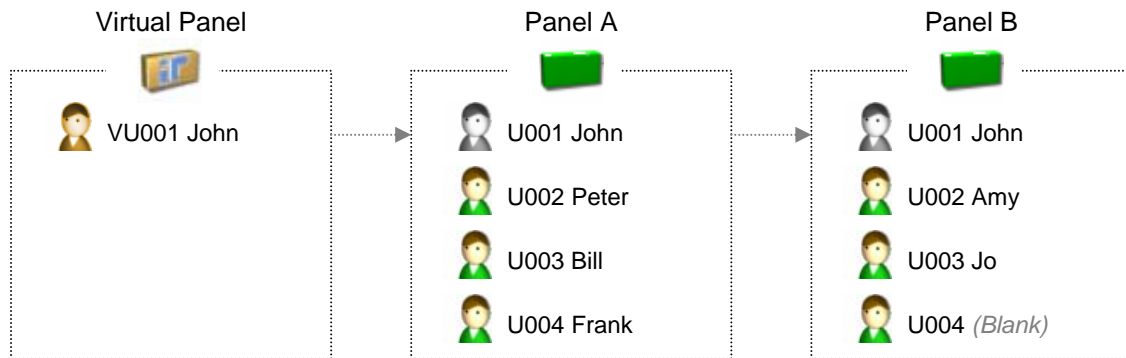 Virtual Panel
ir
VU001 John
Panel A
U001 John
U002 Peter
U003 Bill
U004 Frank
Panel B
U001 John
U002 Amy
U003 Jo
U004 (Blank)